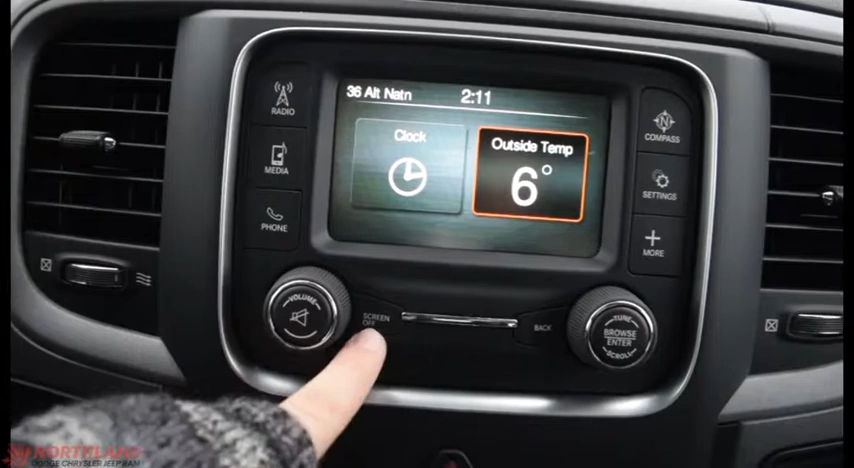 36 Alt Natn
2:11
RADIO
Clock
Outside Temp
6°
N
COMPASS
MEDIA
SETTINGS
PHONE
+
MORE
VOLUME
SCREEN
OFF
BACK
TUNE
BROWSE
ENTER
SCROLL
NORTHLAND
DODGE CHRYSLER JEEP RAM